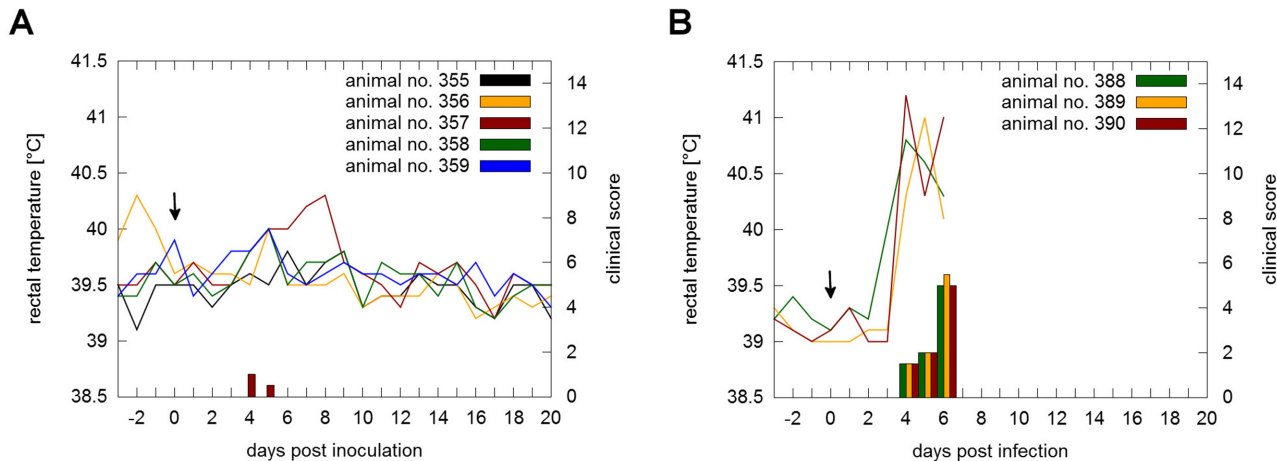 A
41.5
41
40.5
40
39.5
39
38.5
rectal temperature [°C]
animal no. 355
animal no. 356
animal no. 357
animal no. 358
animal no. 359
14
12
10
8
6
4
2
0
clinical score
-2 0 2 4 6 8 10 12 14 16 18 20
days post inoculation
B
41.5
41
40.5
40
39.5
39
38.5
rectal temperature [°C]
animal no. 388
animal no. 389
animal no. 390
14
12
10
8
6
4
2
0
clinical score
-2 0 2 4 6 8 10 12 14 16 18 20
days post infection